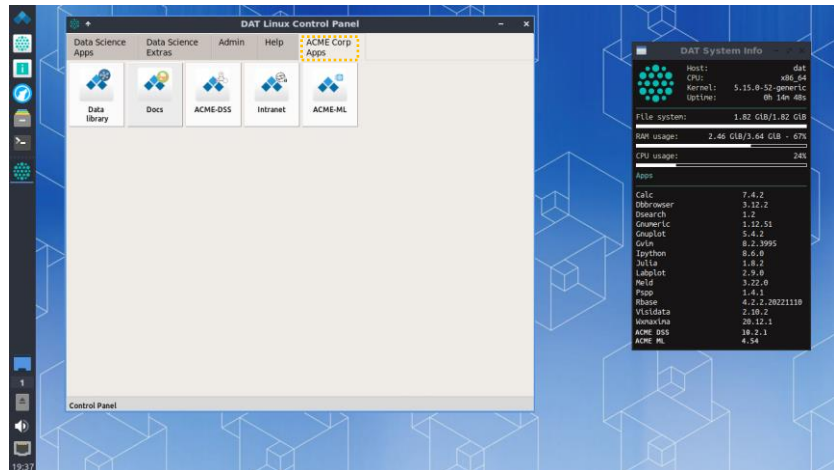 DAT Linux Control Panel
Data Science Apps
Data Science Extras
Admin
Help
ACME Corp Apps
Data library
Docs
ACME-DSS
Intranet
ACME-ML
Control Panel
DAT System Info
Host: dat
CPU: x86_64
Kernel: 5.15.0-52-generic
Uptime: 0h 14m 48s
File system: 1.82 GiB/1.82 GiB
RAM usage: 2.46 GiB/3.64 GiB - 67%
CPU usage: 24%
Apps
Calc 7.4.2
Dbbrowser 3.12.2
Dsearch 1.2
Gnumeric 1.12.51
Gnuplot 5.4.2
Gvim 8.2.3995
Ipython 8.6.0
Julia 1.8.2
Labplot 2.9.0
Meld 3.22.0
Pspp 1.4.1
Rbase 4.2.2.20221110
Visidata 2.10.2
Wxmaxima 20.12.1
ACME DSS 10.2.1
ACME ML 4.54
1
19:37